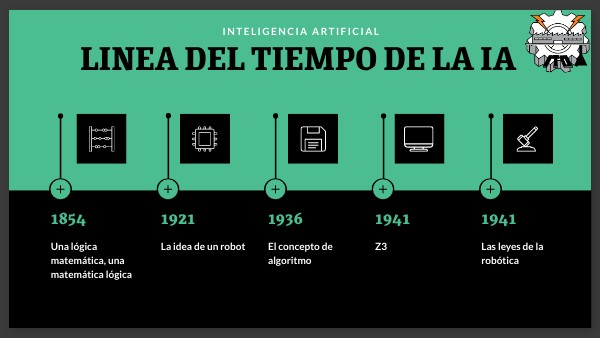 INTELIGENCIA ARTIFICIAL
LINEA DEL TIEMPO DE LA IA
1854
Una lógica
matemática, una
matemática lógica
1921
La idea de un robot
1936
El concepto de
algoritmo
1941
Z3
1941
Las leyes de la
robótica